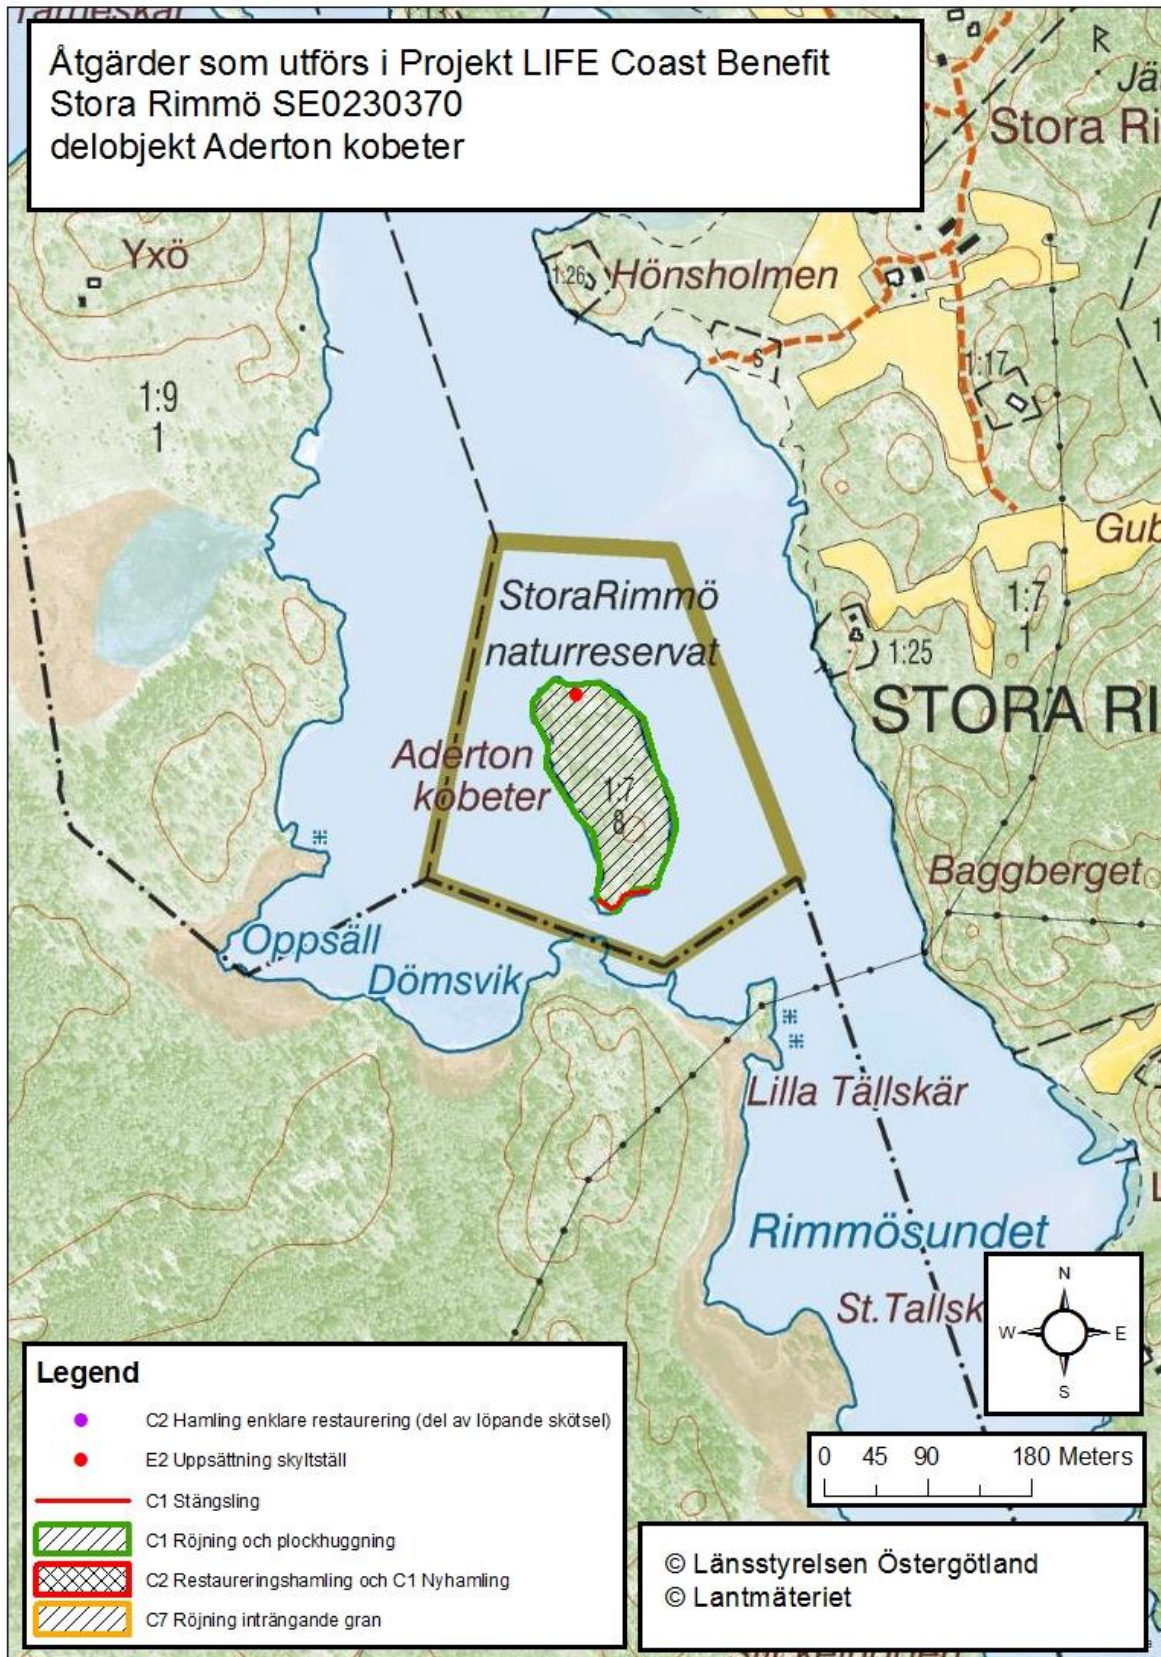 Åtgärder som utförs i Projekt LIFE Coast Benefit
Stora Rimmö SE0230370
delobjekt Aderton kobeter
R
Jä
Stora Ri
Yxö
1:26
Hönsholmen
S
1:17
1:9
1
Gub
StoraRimmö
naturreservat
1:7
1
1:25
STORA RI
Aderton
kobeter
1:7
8
Baggberget
Oppsäll
Dömsvik
Lilla Tällskär
L
Rimmösundet
St.Tallsk
N
W
E
S
Legend
C2 Hamling enklare restaurering (del av löpande skötsel)
E2 Uppsättning skyltställ
C1 Stängsling
C1 Röjning och plockhuggning
C2 Restaureringshamling och C1 Nyhamling
C7 Röjning inträngande gran
0 45 90 180 Meters
© Länsstyrelsen Östergötland
© Lantmäteriet